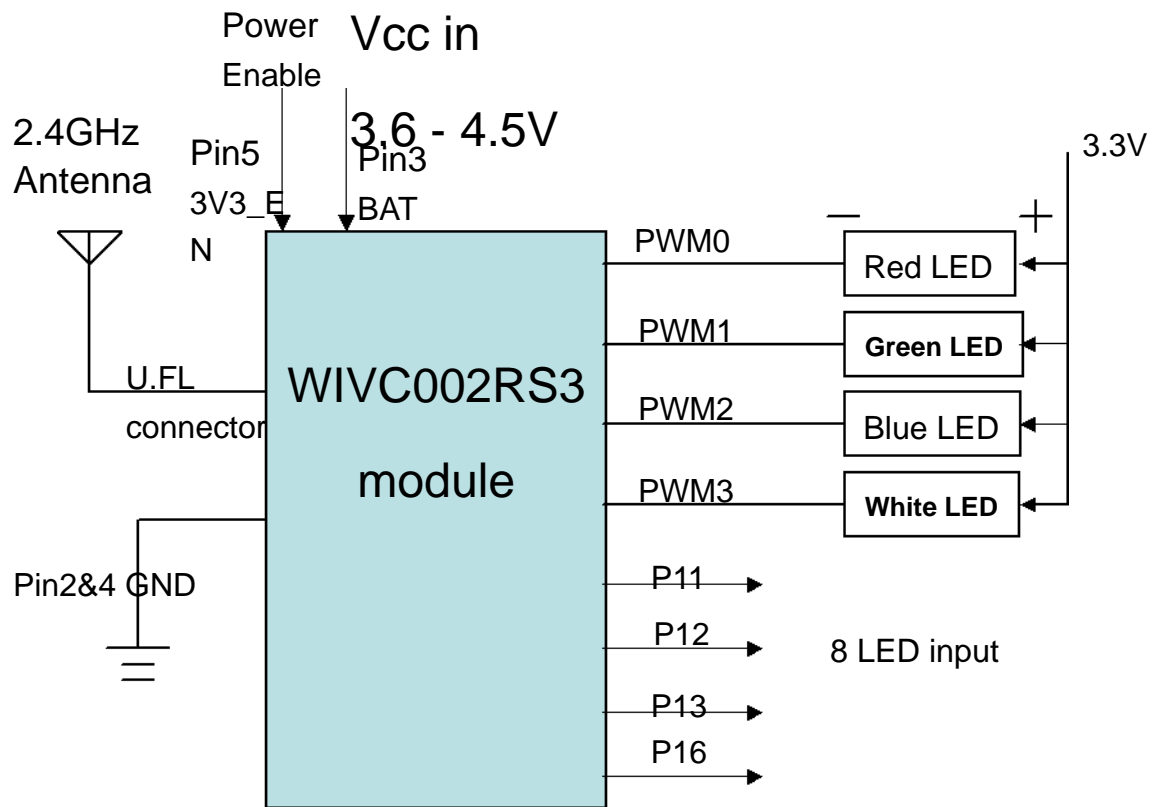 Power
Enable
Vcc in
3.6 - 4.5V
2.4GHz
Antenna
Pin5
3V3_E
N
Pin3
BAT
3.3V
− +
PWM0
Red LED
PWM1
Green LED
PWM2
Blue LED
PWM3
White LED
U.FL
connector
WIVC002RS3
module
Pin2&4 GND
P11
P12
8 LED input
P13
P16